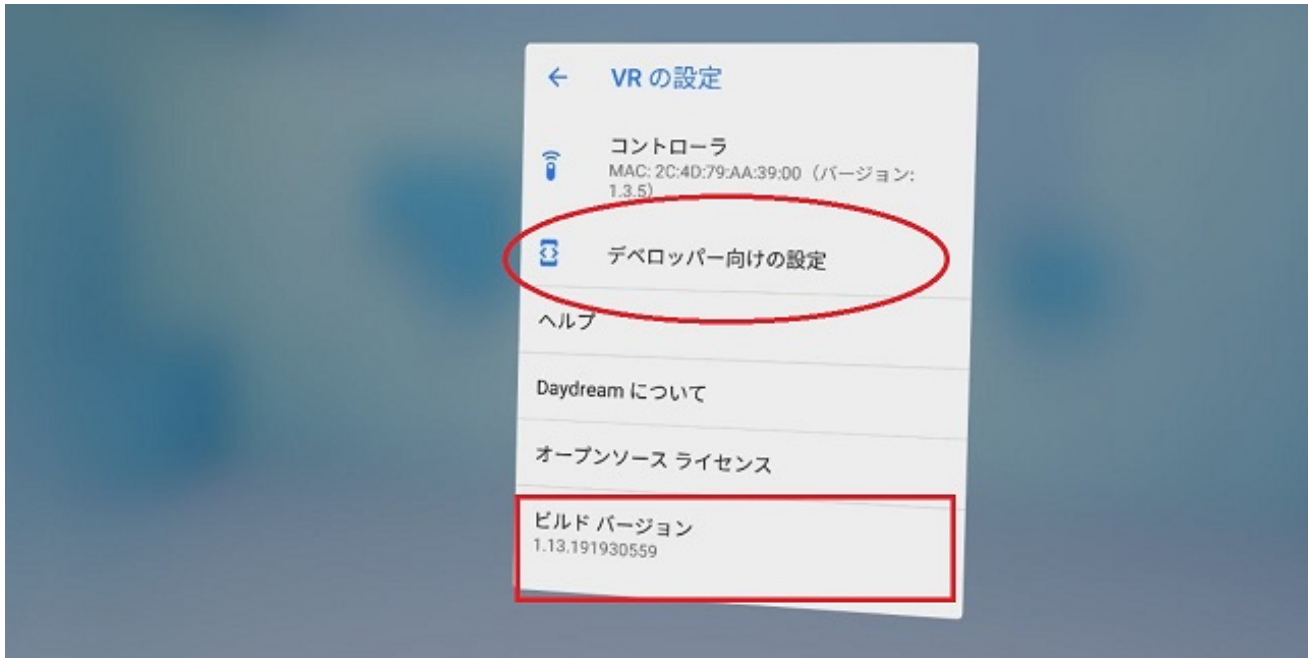 VR の設定
コントローラ
MAC: 2C:4D:79:AA:39:00（バージョン:
1.3.5)
デベロッパー向けの設定
ヘルプ
Daydream について
オープンソース ライセンス
ビルド バージョン
1.13.191930559